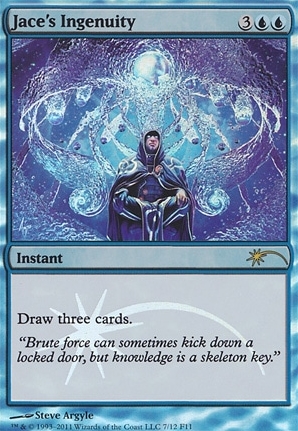 Jace's Ingenuity 3
Instant
Draw three cards.
"Brute force can sometimes kick down a
locked door, but knowledge is a skeleton key."
Steve Argyle
™ & © 1993–2011 Wizards of the Coast LLC 7/12 F11